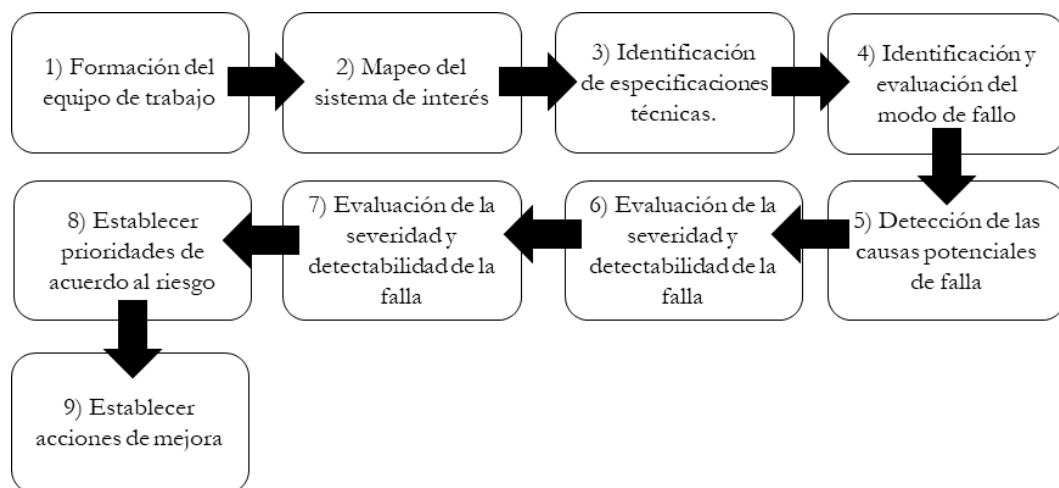 1) Formación del
equipo de trabajo
2) Mapeo del
sistema de interés
3) Identificación
de especificaciones
técnicas.
4) Identificación y
evaluación del
modo de fallo
5) Detección de las
causas potenciales
de falla
6) Evaluación de la
severidad y
detectabilidad de la
falla
7) Evaluación de la
severidad y
detectabilidad de la
falla
8) Establecer
prioridades de
acuerdo al riesgo
9) Establecer
acciones de mejora